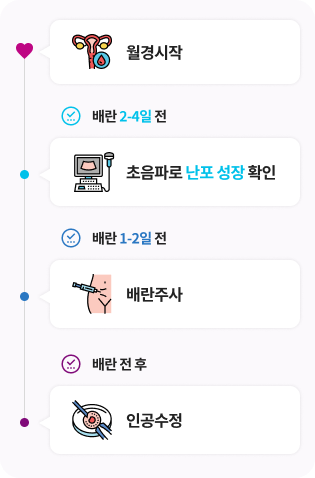 월경시작
배란 2-4일 전
초음파로 난포 성장 확인
배란 1-2일 전
배란주사
배란 전 후
인공수정